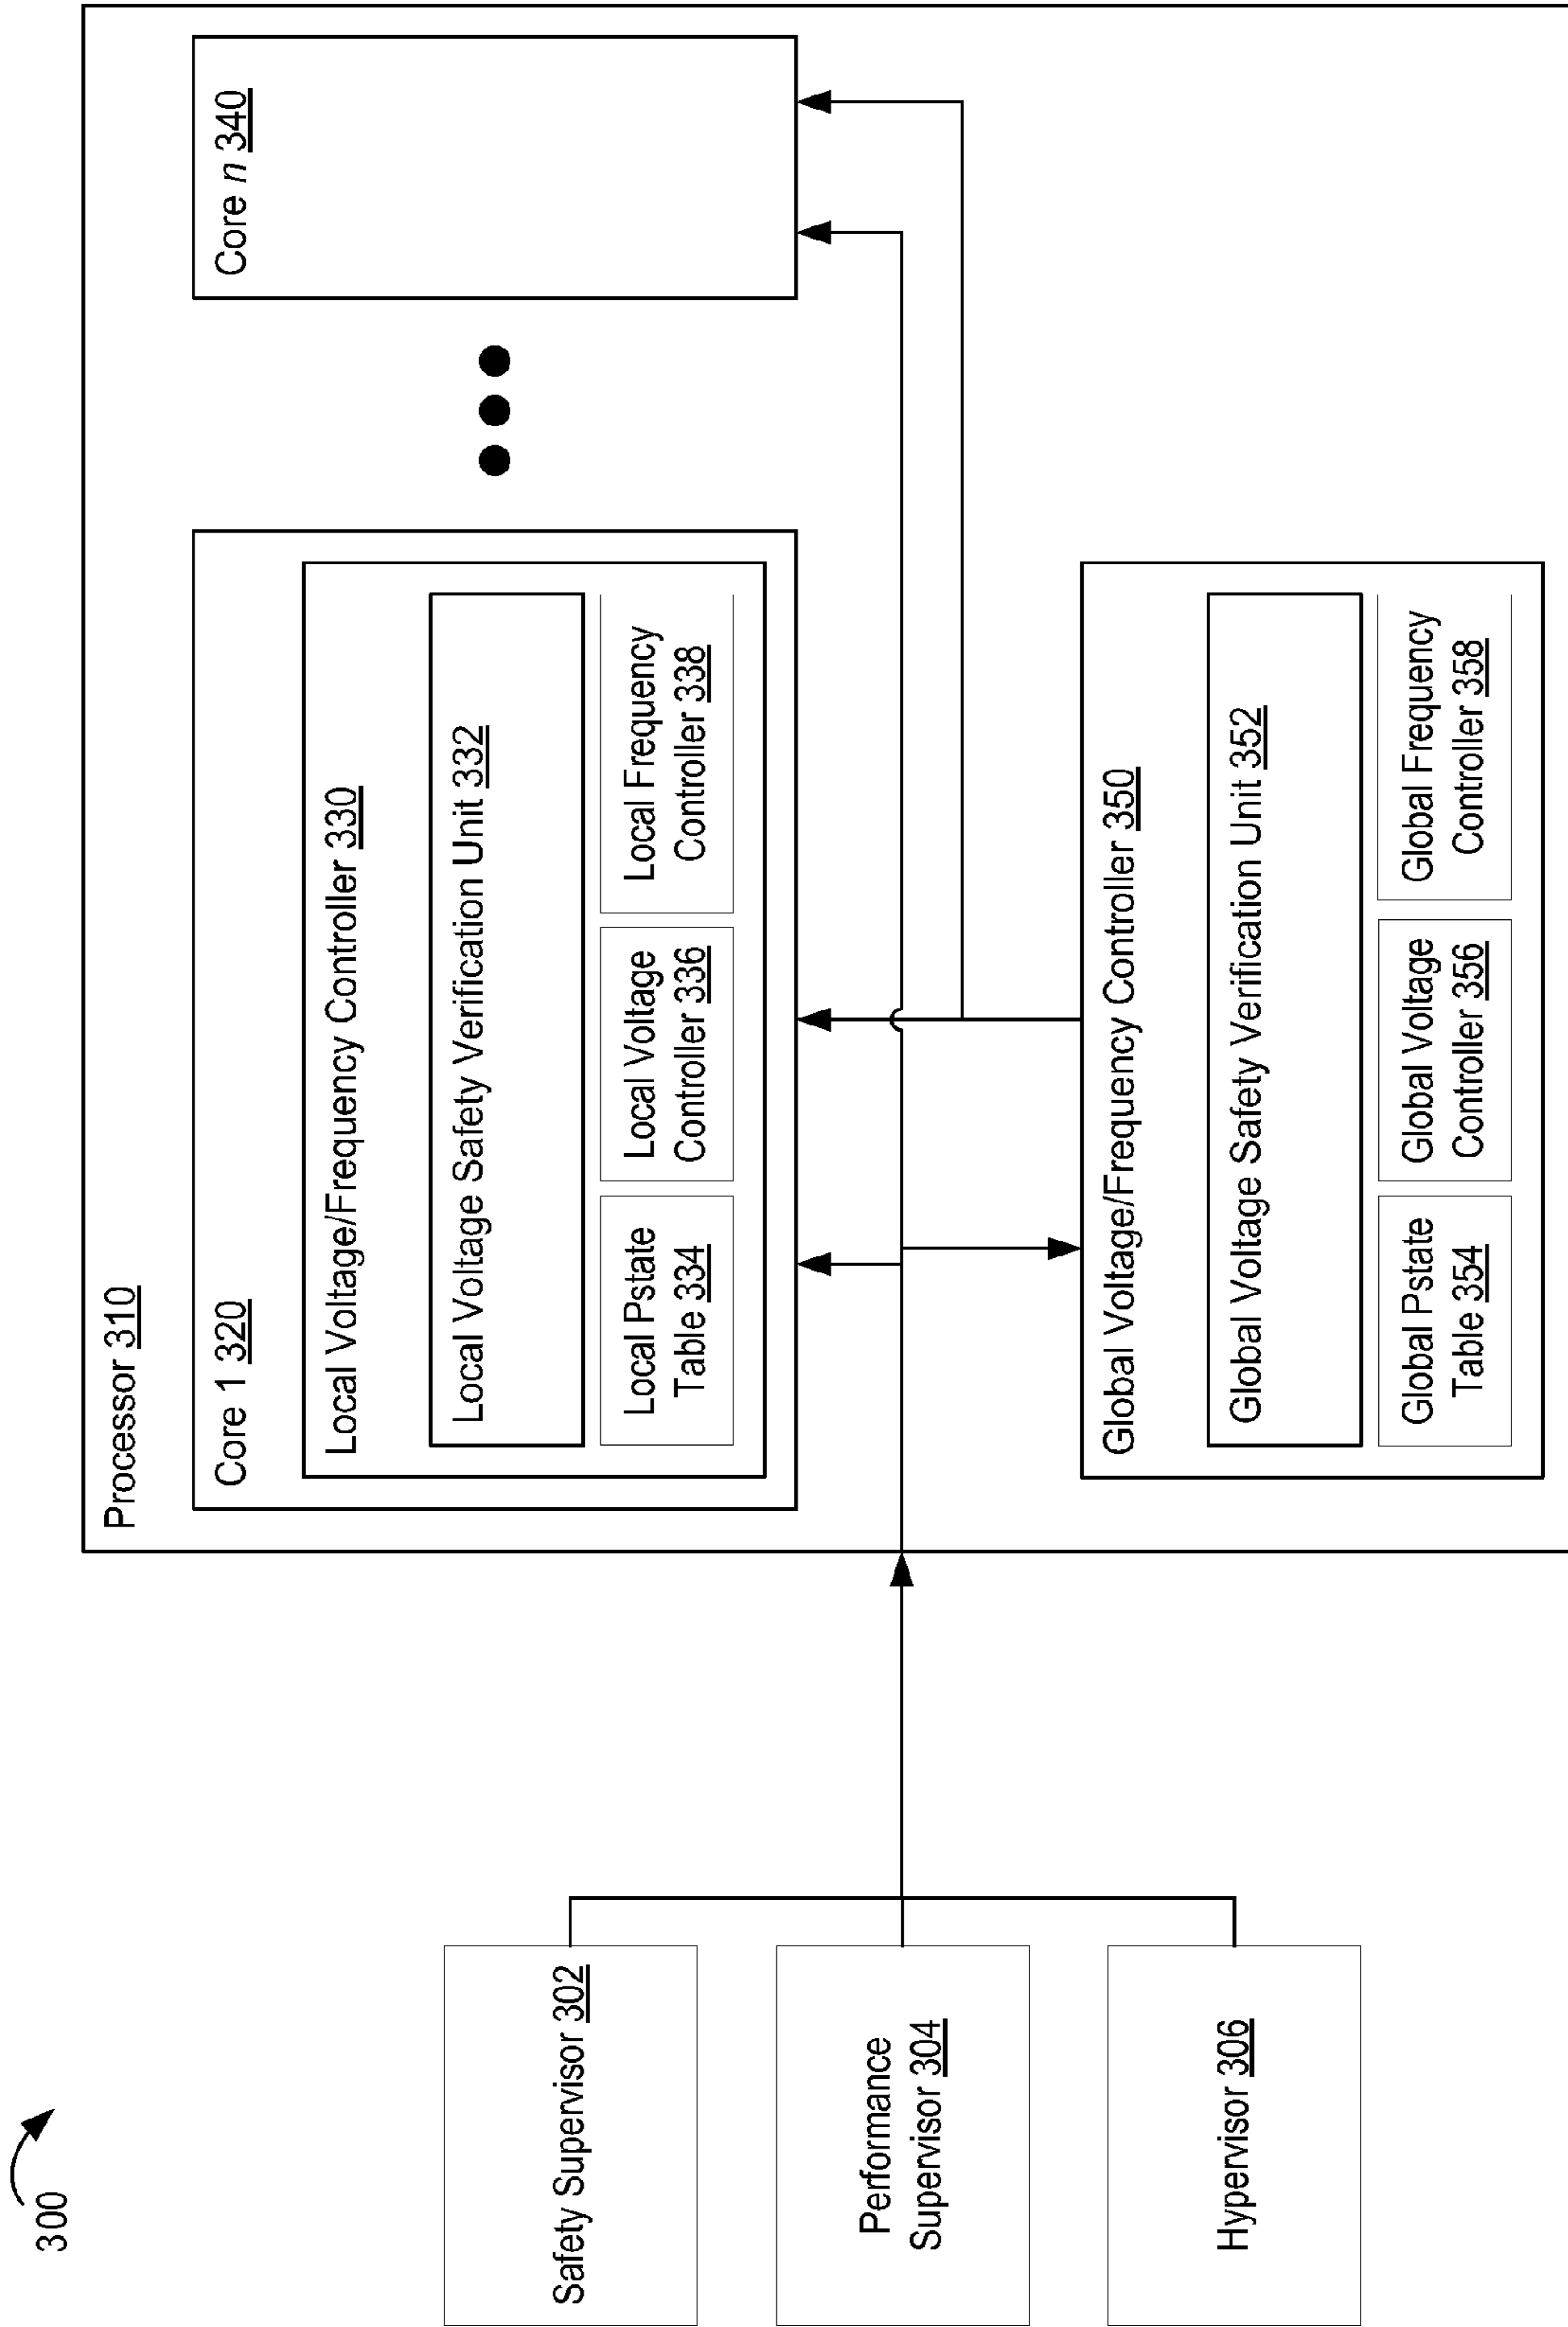 300
Safety Supervisor 302
Performance
Supervisor 304
Hypervisor 306
Processor 310
Core 1 320
Local Voltage/Frequency Controller 330
Local Voltage Safety Verification Unit 332
Local Pstate
Table 334
Local Voltage
Controller 336
Local Frequency
Controller 338
Core n 340
Global Voltage/Frequency Controller 350
Global Voltage Safety Verification Unit 352
Global Pstate
Table 354
Global Voltage
Controller 356
Global Frequency
Controller 358